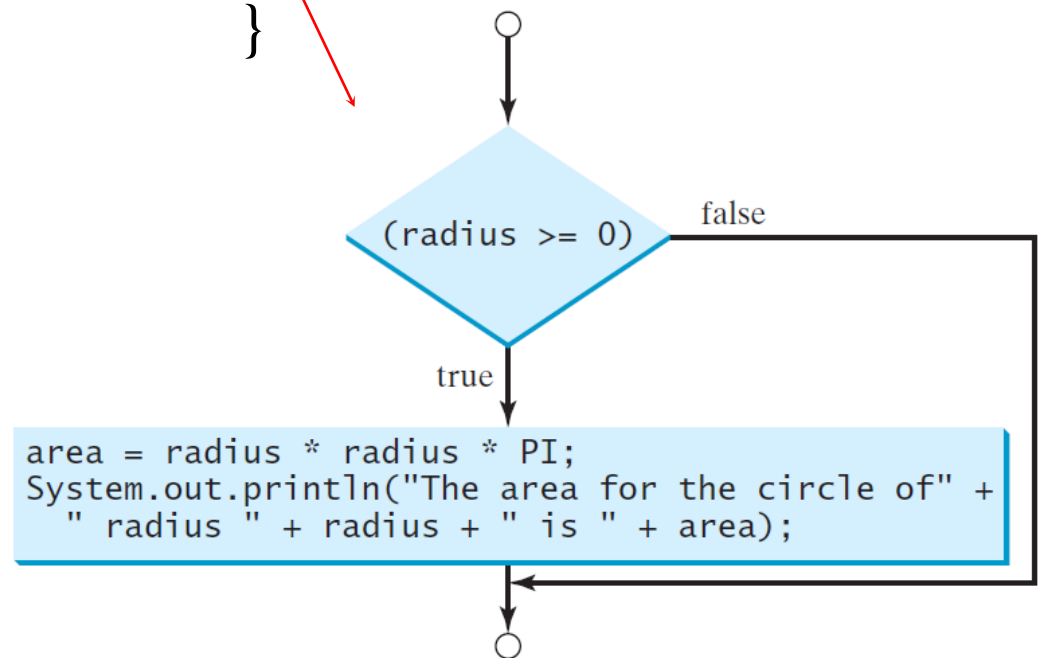 }
(radius >= 0)
false
true
area = radius * radius * PI;
System.out.println("The area for the circle of" +
" radius " + radius + " is " + area);